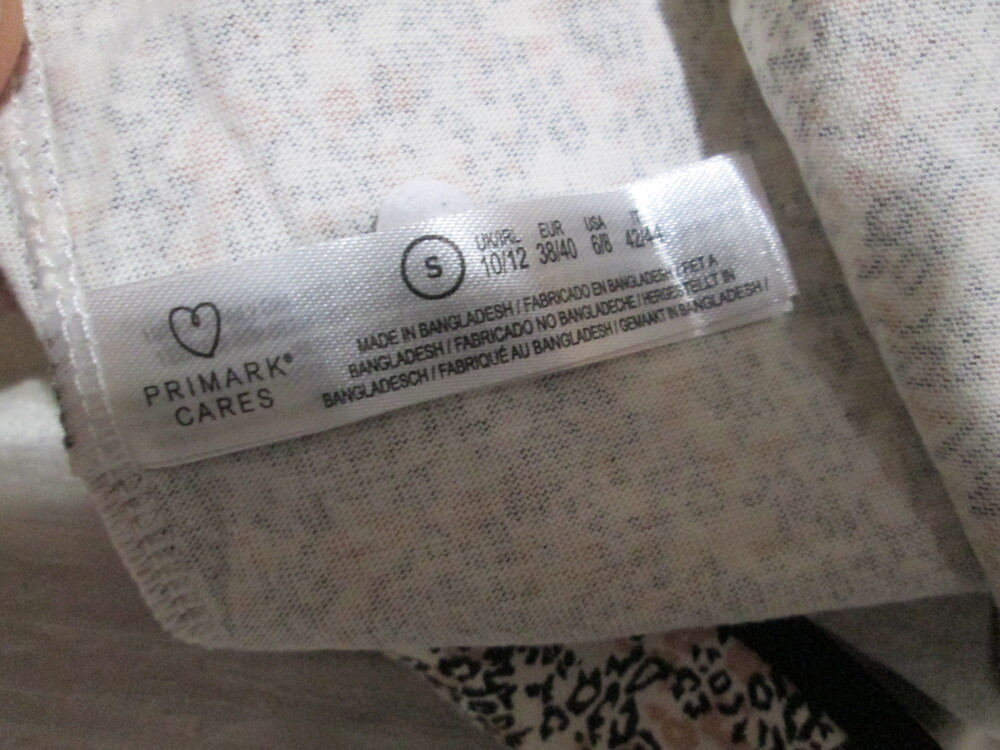 S
UK/IRL EUR USA IT
10/12 38/40 6/8 42/44
MADE IN BANGLADESH / FABRICADO EN BANGLADESH / FET A
BANGLADESH / FABRICADO NO BANGLADECHE / HERGESTELLT IN
BANGLADESCH / FABRIQUÉ AU BANGLADESH / GEMAAKT IN BANGLADESH /
PRIMARK®
CARES